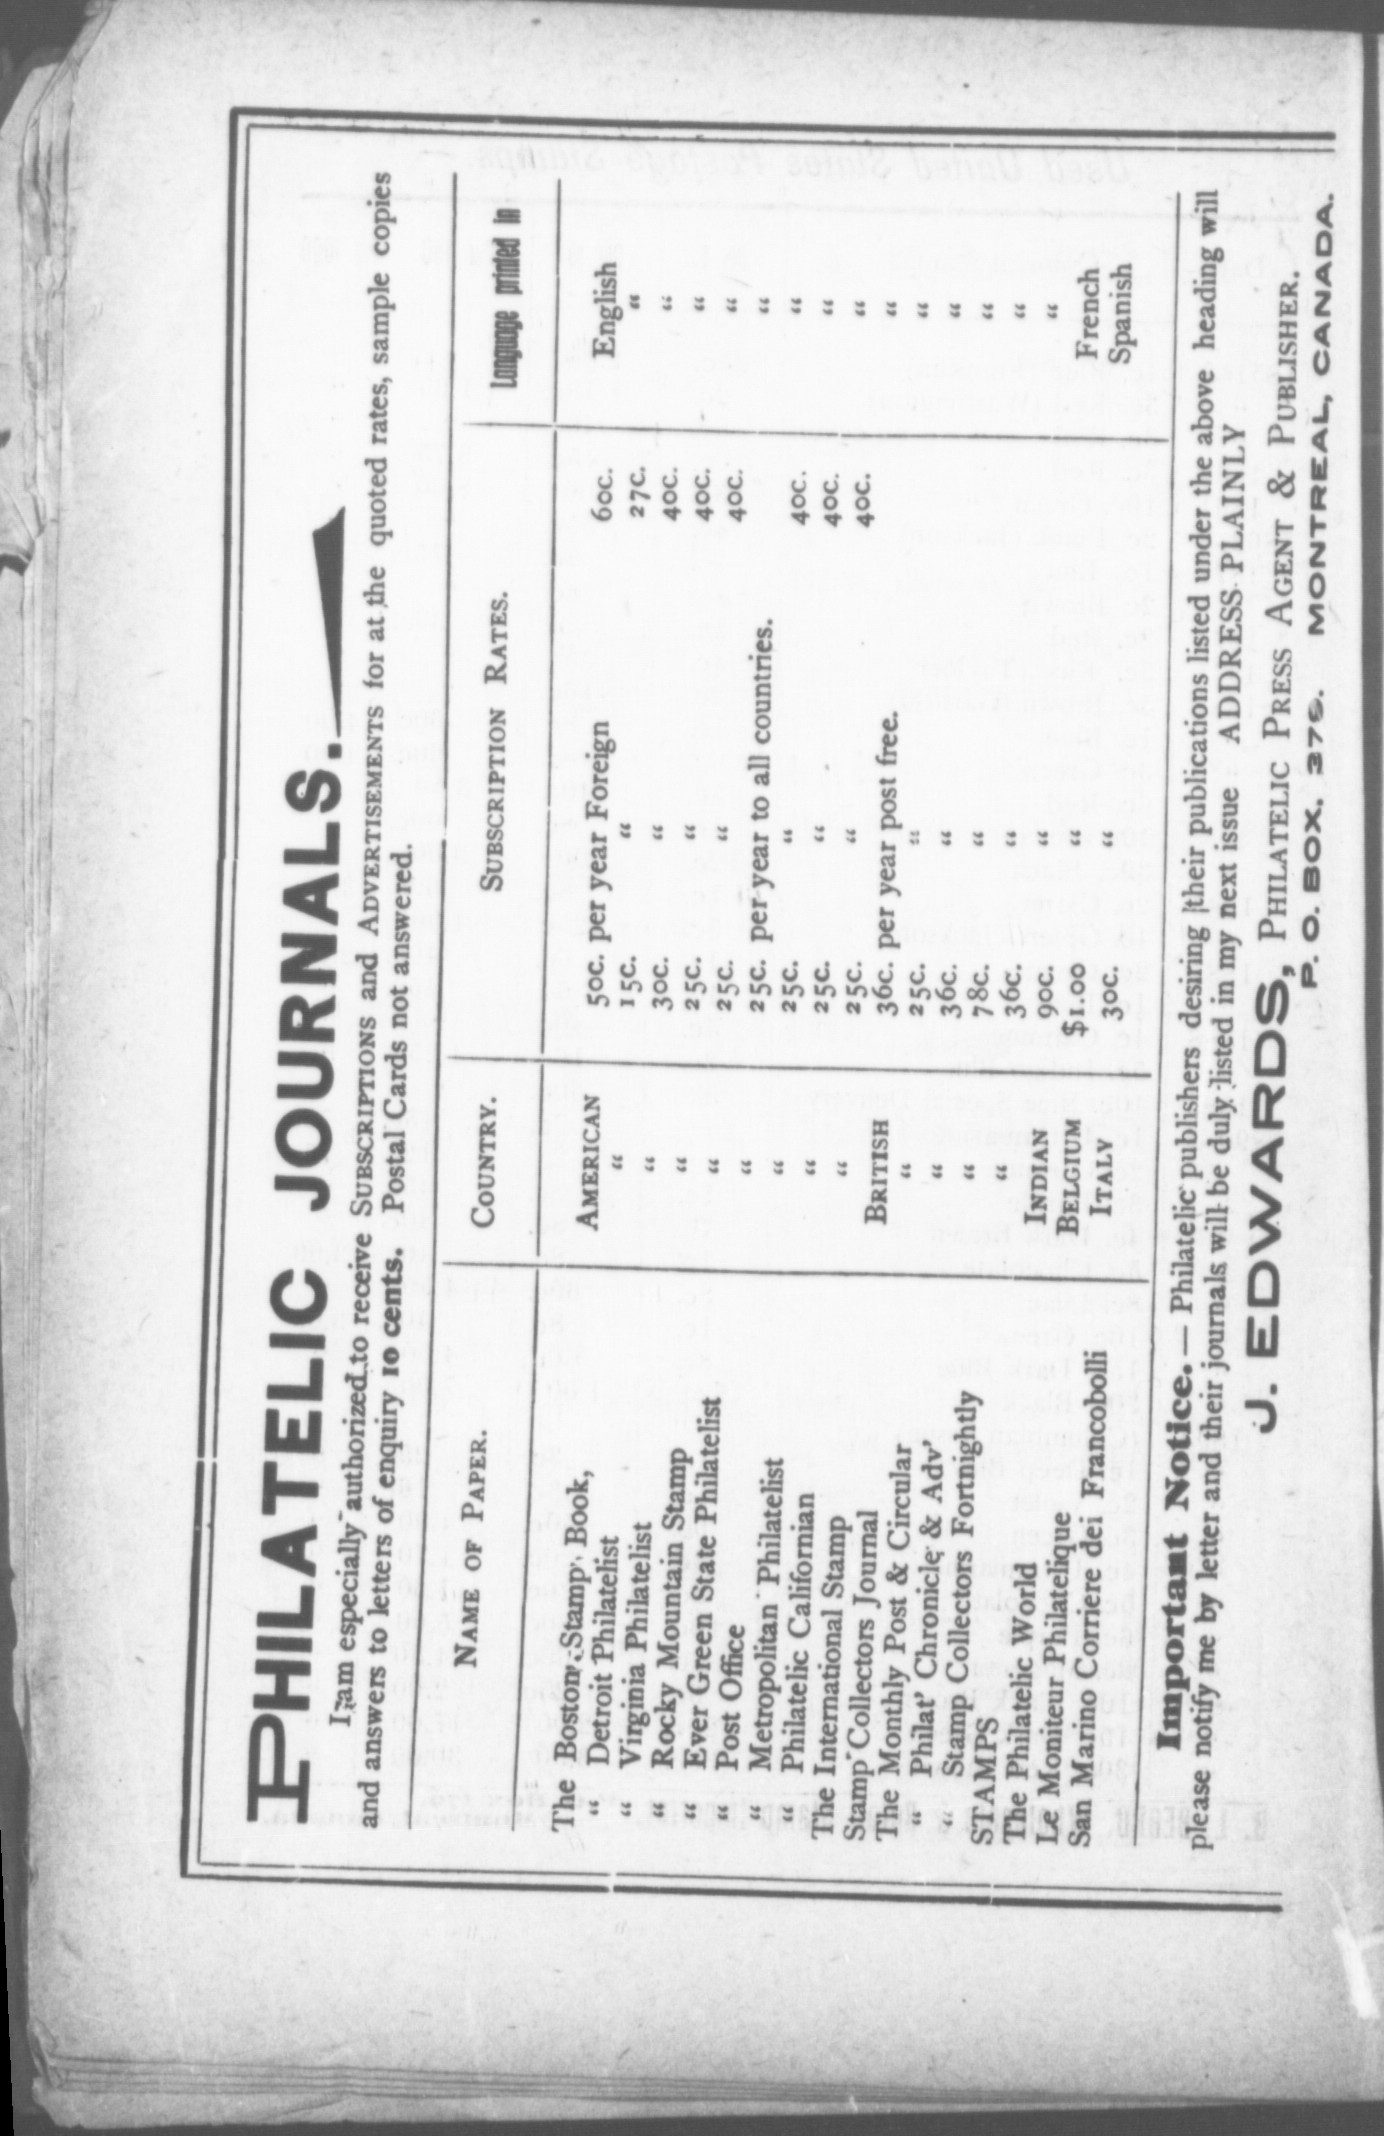 PHILATELIC JOURNALS.
I am especially authorized to receive SUBSCRIPTIONS and ADVERTISEMENTS for at the quoted rates, sample copies
and answers to letters of enquiry 10 cents. Postal Cards not answered.
NAME OF PAPER. COUNTRY. SUBSCRIPTION RATES. Language printed in
The Boston Stamp Book, AMERICAN 50c. per year Foreign 60c. English
" Detroit Philatelist " 15c. " 27c. "
" Virginia Philatelist " 30c. " 40c. "
" Rocky Mountain Stamp " 25c. " 40c. "
" Ever Green State Philatelist " 25c. " 40c. "
" Post Office " 25c. per year to all countries. "
" Metropolitan Philatelist " 25c. " 40c. "
" Philatelic Californian " 25c. " 40c. "
The International Stamp " 25c. " 40c. "
Stamp Collectors Journal BRITISH 36c. per year post free. "
The Monthly Post & Circular " 25c. " "
" Philat' Chronicle & Adv' " 36c. " "
" Stamp Collectors Fortnightly " 78c. " "
STAMPS " 36c. " "
The Philatelic World INDIAN 90c. " "
Le Moniteur Philatelique BELGIUM $1.00 " French
San Marino Corriere dei Francobolli ITALY 30c. " Spanish
Important Notice. — Philatelic publishers desiring their publications listed under the above heading will
please notify me by letter and their journals will be duly listed in my next issue ADDRESS PLAINLY
J. EDWARDS, PHILATELIC PRESS AGENT & PUBLISHER.
P. O. BOX, 375. MONTREAL, CANADA.